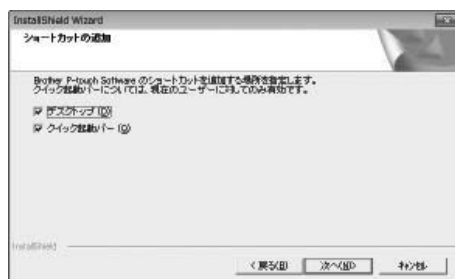 InstallShield Wizard
ショートカットの追加
Brother P-touch Software のショートカットを追加する場所を指定します。
クイック起動バーについては、現在のユーザーに対してのみ有効です。
デスクトップ(D)
クイック起動バー(Q)
InstallShield
< 戻る(B)
次へ(N)>
キャンセル